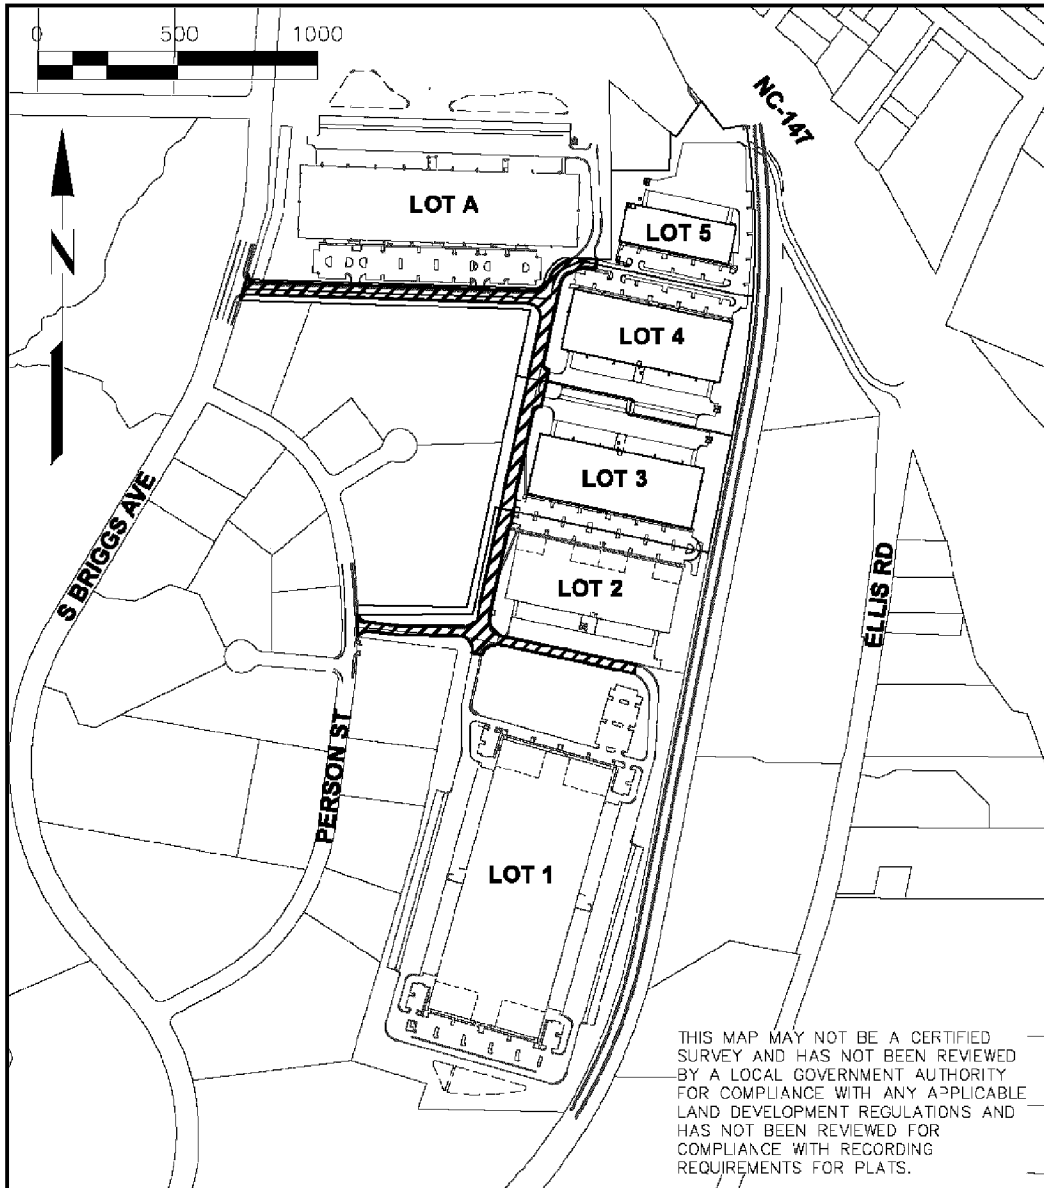 0 500 1000
NC-147
N
LOT A
LOT 5
LOT 4
LOT 3
S BRIGGS AVE
LOT 2
ELLIS RD
PERSON ST
LOT 1
THIS MAP MAY NOT BE A CERTIFIED
SURVEY AND HAS NOT BEEN REVIEWED
BY A LOCAL GOVERNMENT AUTHORITY
FOR COMPLIANCE WITH ANY APPLICABLE
LAND DEVELOPMENT REGULATIONS AND
HAS NOT BEEN REVIEWED FOR
COMPLIANCE WITH RECORDING
REQUIREMENTS FOR PLATS.